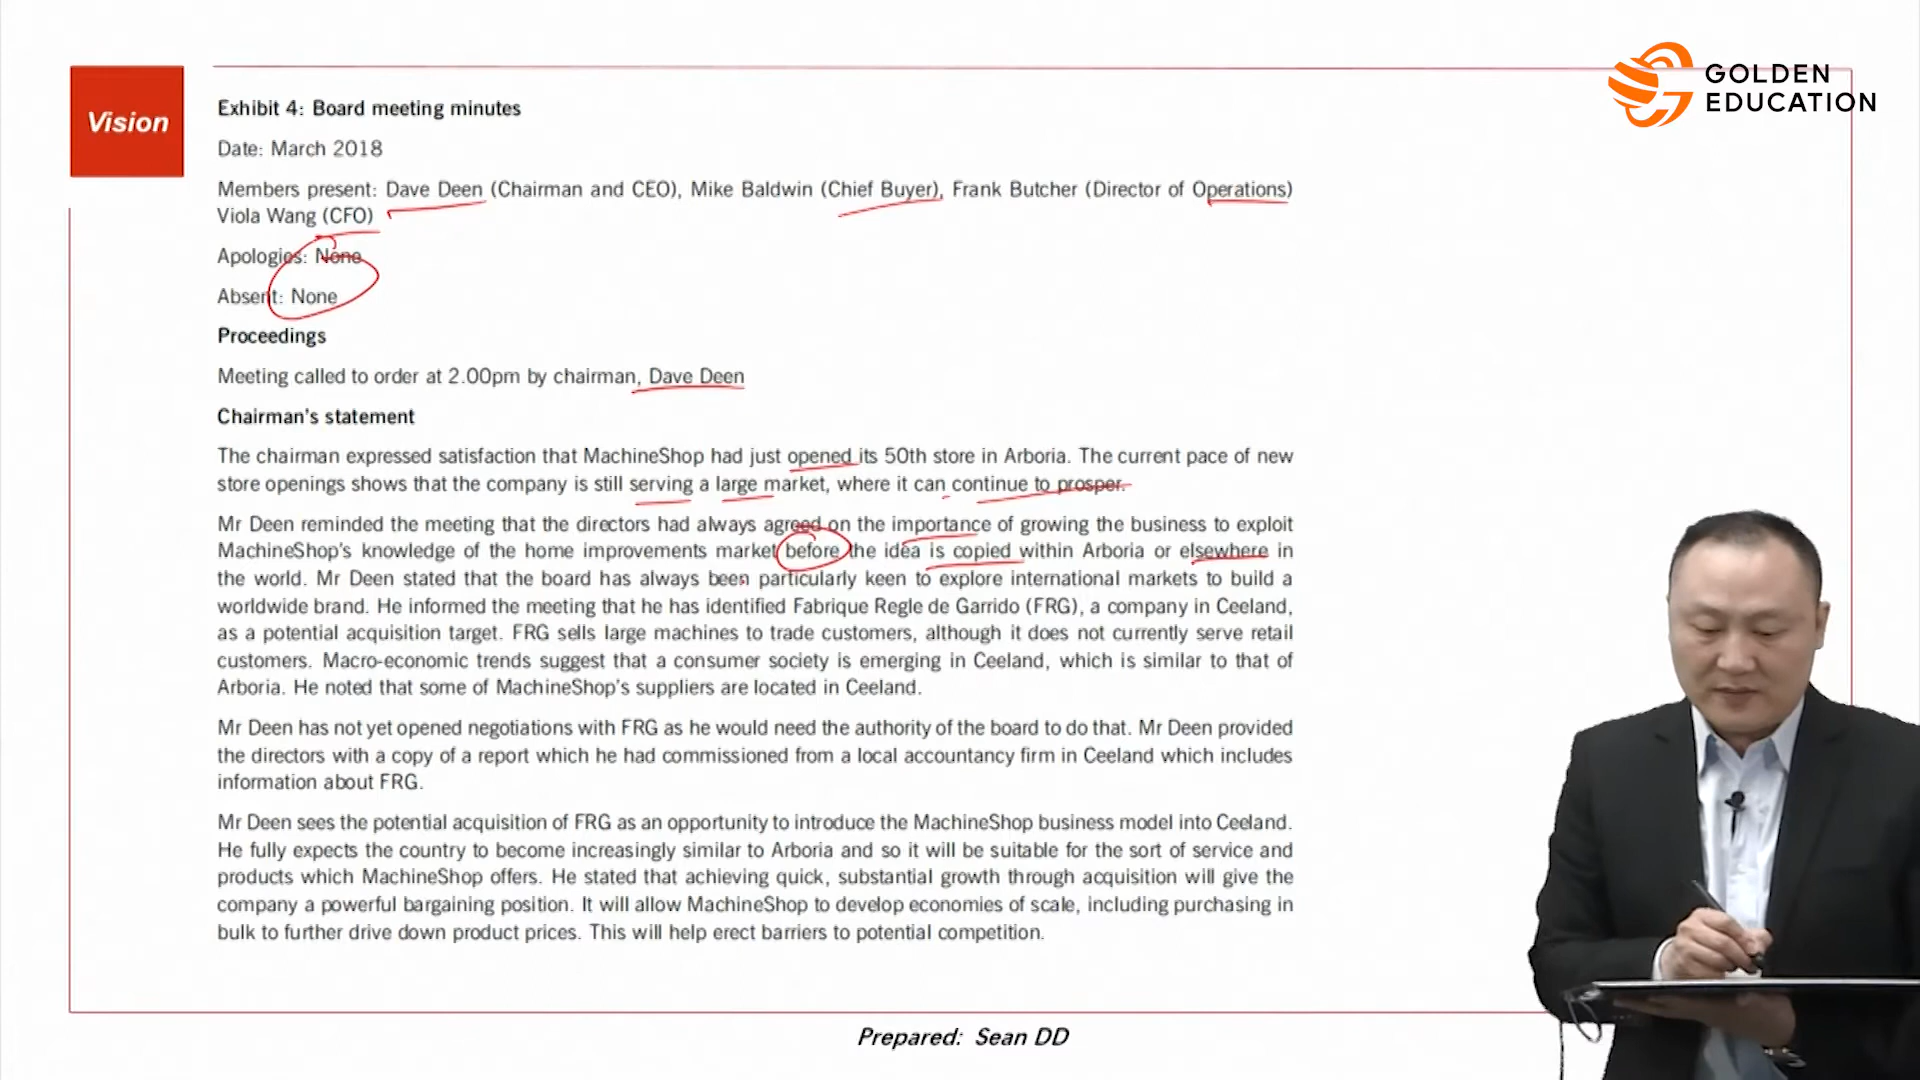 GOLDEN
EDUCATION
Vision
Exhibit 4: Board meeting minutes
Date: March 2018
Members present: Dave Deen (Chairman and CEO), Mike Baldwin (Chief Buyer), Frank Butcher (Director of Operations)
Viola Wang (CFO)
Apologies: None
Absent: None
Proceedings
Meeting called to order at 2.00pm by chairman, Dave Deen
Chairman's statement
The chairman expressed satisfaction that MachineShop had just opened its 50th store in Arboria. The current pace of new
store openings shows that the company is still serving a large market, where it can continue to prosper.
Mr Deen reminded the meeting that the directors had always agreed on the importance of growing the business to exploit
MachineShop's knowledge of the home improvements market before the idea is copied within Arboria or elsewhere in
the world. Mr Deen stated that the board has always been particularly keen to explore international markets to build a
worldwide brand. He informed the meeting that he has identified Fabrique Regle de Garrido (FRG), a company in Ceeland,
as a potential acquisition target. FRG sells large machines to trade customers, although it does not currently serve retail
customers. Macro-economic trends suggest that a consumer society is emerging in Ceeland, which is similar to that of
Arboria. He noted that some of MachineShop's suppliers are located in Ceeland.
Mr Deen has not yet opened negotiations with FRG as he would need the authority of the board to do that. Mr Deen provided
the directors with a copy of a report which he had commissioned from a local accountancy firm in Ceeland which includes
information about FRG.
Mr Deen sees the potential acquisition of FRG as an opportunity to introduce the MachineShop business model into Ceeland.
He fully expects the country to become increasingly similar to Arboria and so it will be suitable for the sort of service and
products which MachineShop offers. He stated that achieving quick, substantial growth through acquisition will give the
company a powerful bargaining position. It will allow MachineShop to develop economies of scale, including purchasing in
bulk to further drive down product prices. This will help erect barriers to potential competition.
Prepared: Sean DD